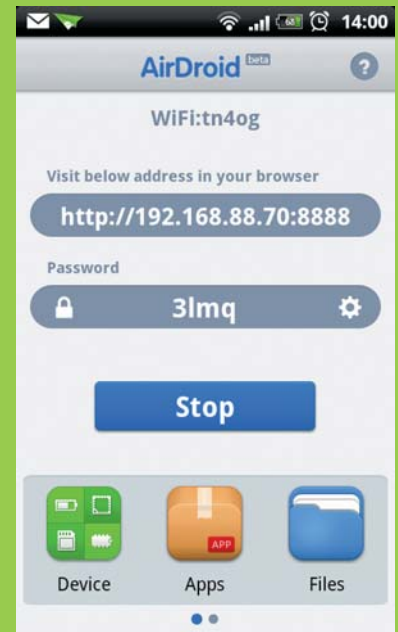 14:00
AirDroid beta
?
WiFi:tn4og
Visit below address in your browser
http://192.168.88.70:8888
Password
3lmq
Stop
APP
Device Apps Files